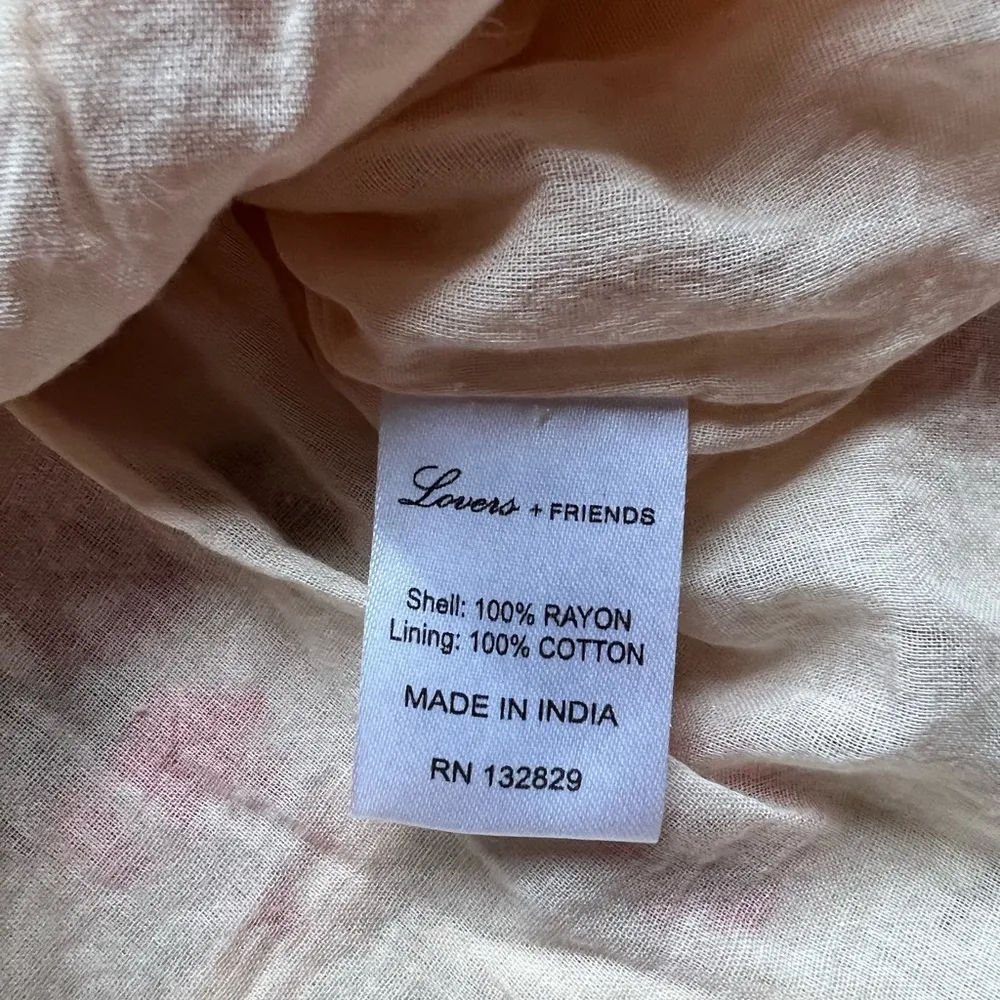 Lovers + FRIENDS
Shell: 100% RAYON
Lining: 100% COTTON
MADE IN INDIA
RN 132829